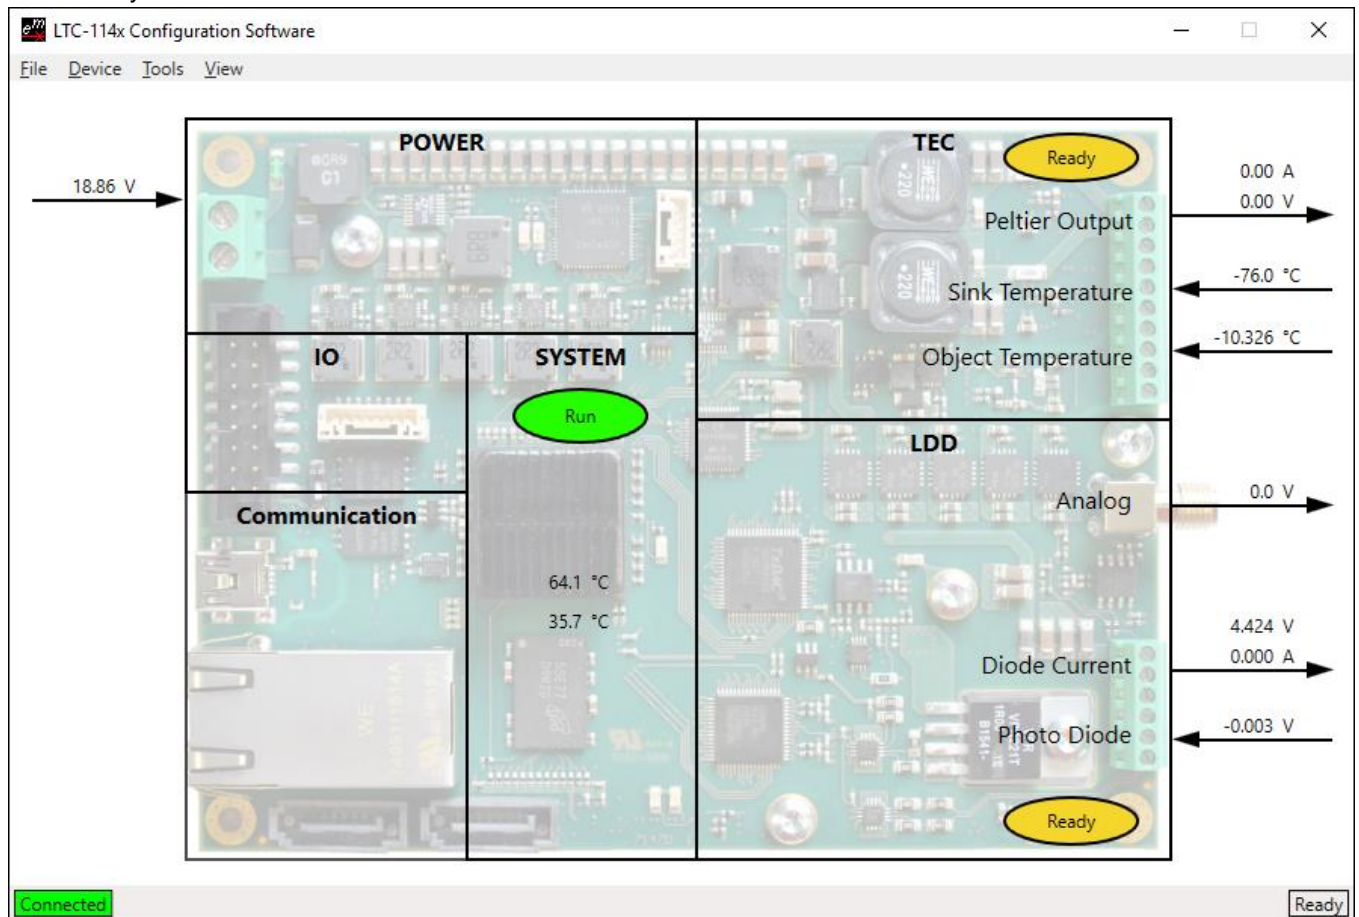 LTC-114x Configuration Software
File Device Tools View
POWER
TEC
Ready
18.86 V
0.00 A
0.00 V
Peltier Output
Sink Temperature
-76.0 °C
Object Temperature
-10.326 °C
IO
SYSTEM
Run
LDD
Analog
0.0 V
Communication
64.1 °C
35.7 °C
4.424 V
0.000 A
Diode Current
Photo Diode
-0.003 V
Ready
Connected
Ready